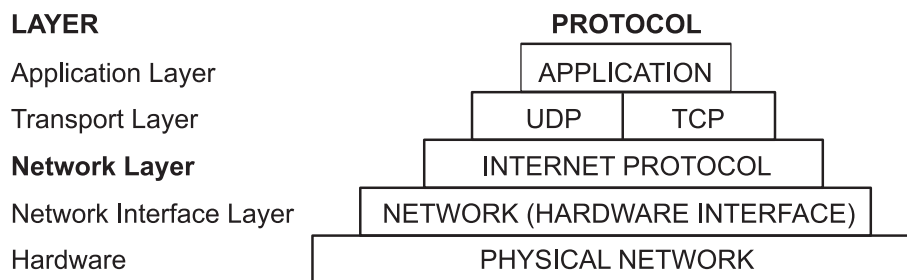 LAYER PROTOCOL
Application Layer APPLICATION
Transport Layer UDP TCP
Network Layer INTERNET PROTOCOL
Network Interface Layer NETWORK (HARDWARE INTERFACE)
Hardware PHYSICAL NETWORK